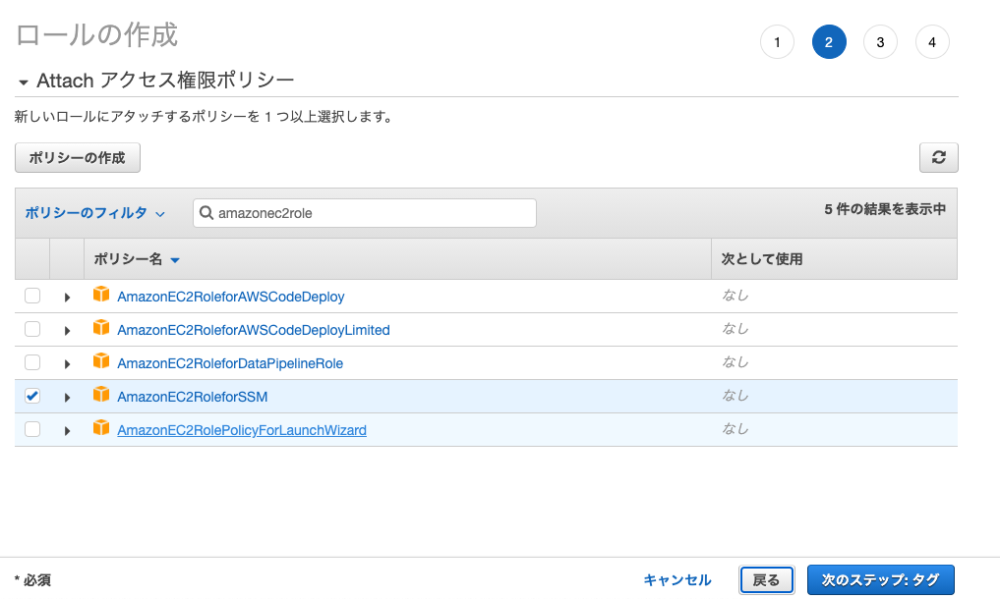 ロールの作成
1 2 3 4
Attach アクセス権限ポリシー
新しいロールにアタッチするポリシーを 1 つ以上選択します。
ポリシーの作成
ポリシーのフィルタ amazonec2role 5 件の結果を表示中
ポリシー名 次として使用
AmazonEC2RoleforAWSCodeDeploy なし
AmazonEC2RoleforAWSCodeDeployLimited なし
AmazonEC2RoleforDataPipelineRole なし
AmazonEC2RoleforSSM なし
AmazonEC2RolePolicyForLaunchWizard なし
* 必須 キャンセル 戻る 次のステップ: タグ